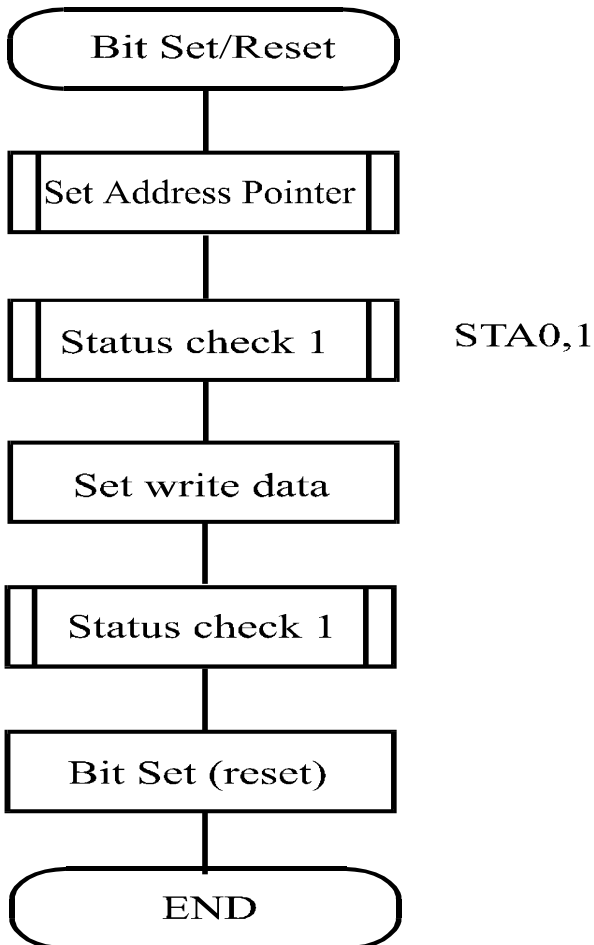 Bit Set/Reset
Set Address Pointer
Status check 1
STA0,1
Set write data
Status check 1
Bit Set (reset)
END